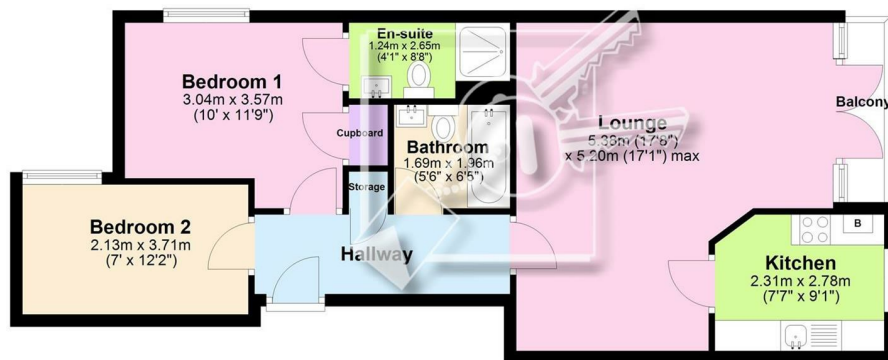 En-suite
1.24m x 2.65m
(4'1" x 8'8")
Bedroom 1
3.04m x 3.57m
(10' x 11'9")
Cupboard
Bathroom
1.69m x 1.96m
(5'6" x 6'5")
Lounge
5.38m (17'8")
x 5.20m (17'1") max
Balcony
Storage
Bedroom 2
2.13m x 3.71m
(7' x 12'2")
Hallway
B
Kitchen
2.31m x 2.78m
(7'7" x 9'1")